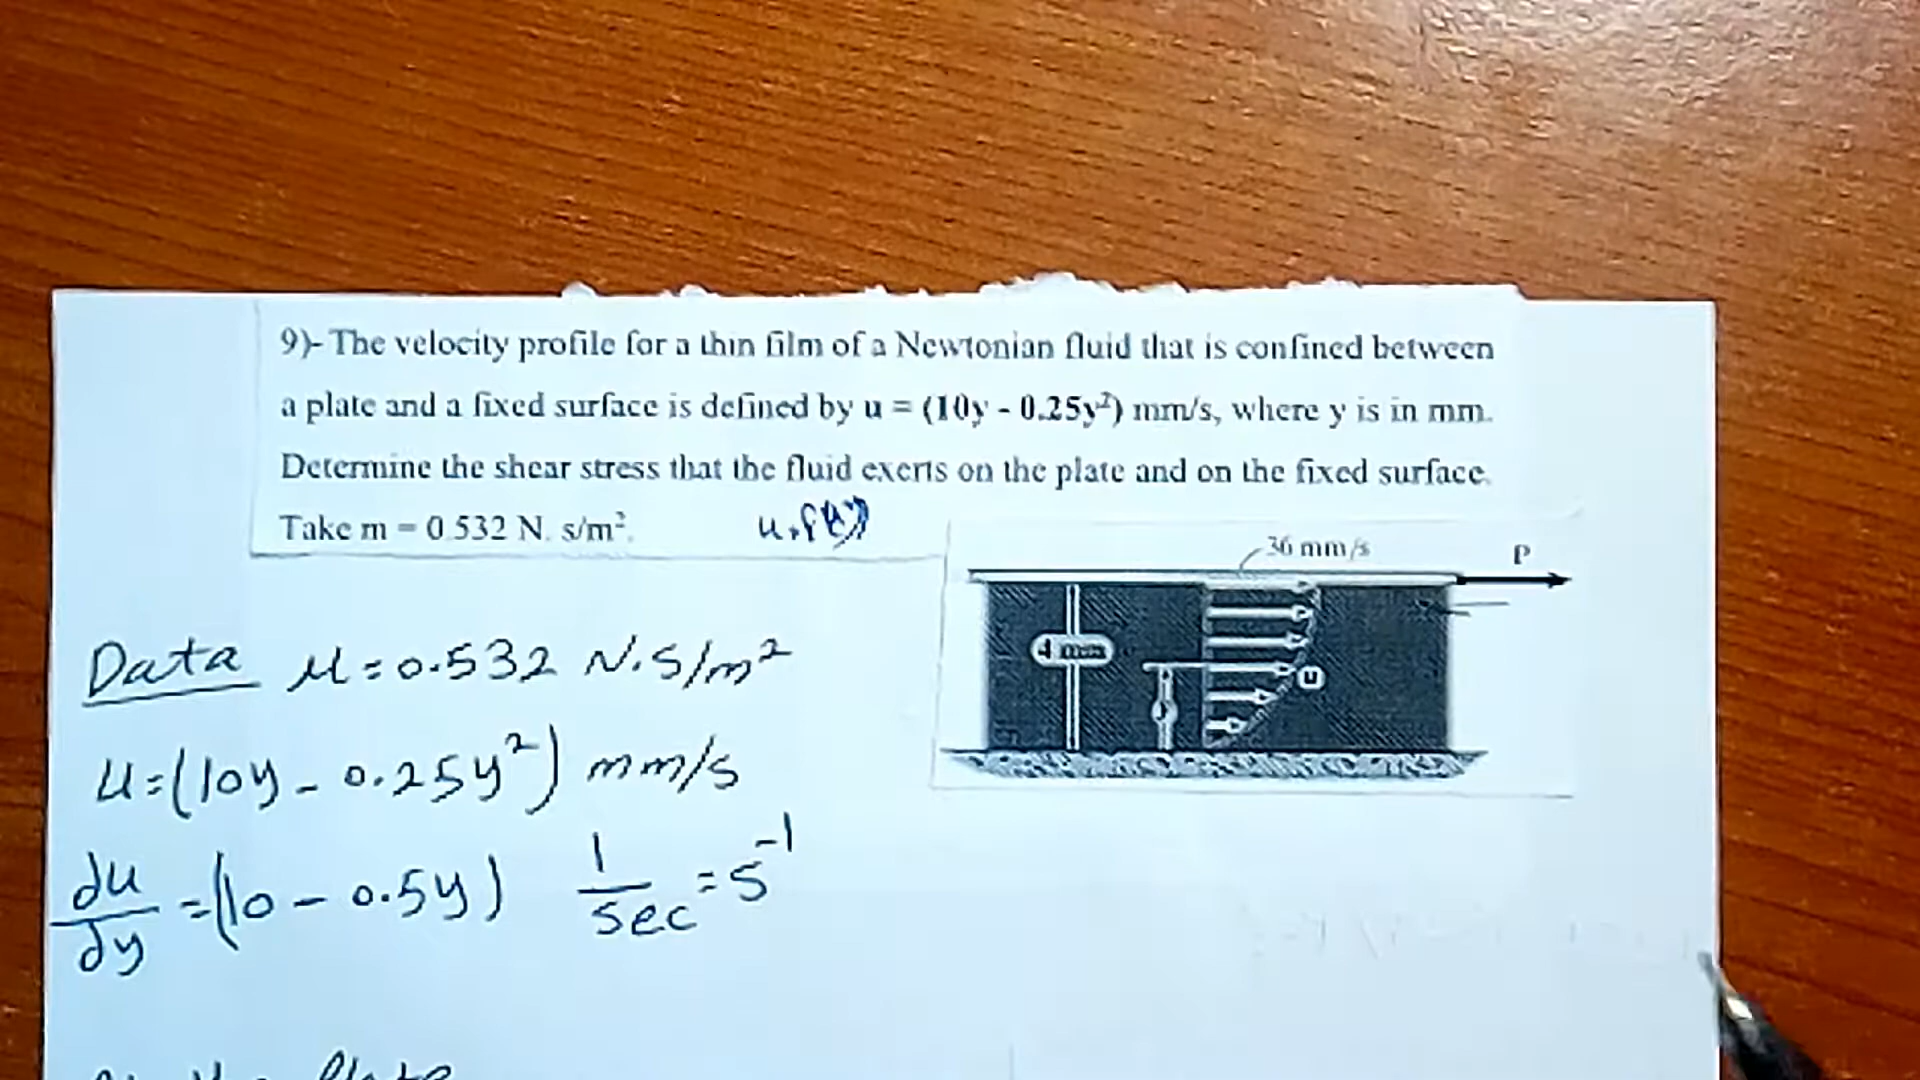 9)- The velocity profile for a thin film of a Newtonian fluid that is confined between
a plate and a fixed surface is defined by u = (10y - 0.25y²) mm/s, where y is in mm.
Determine the shear stress that the fluid exerts on the plate and on the fixed surface.
Take m = 0.532 N. s/m².
36 mm/s
P
4 mm
u
y
Data μ = 0.532 N.S/m²
u = (10y - 0.25y²) mm/s
du/dy = (10 - 0.5y) 1/sec = s⁻¹
Plate